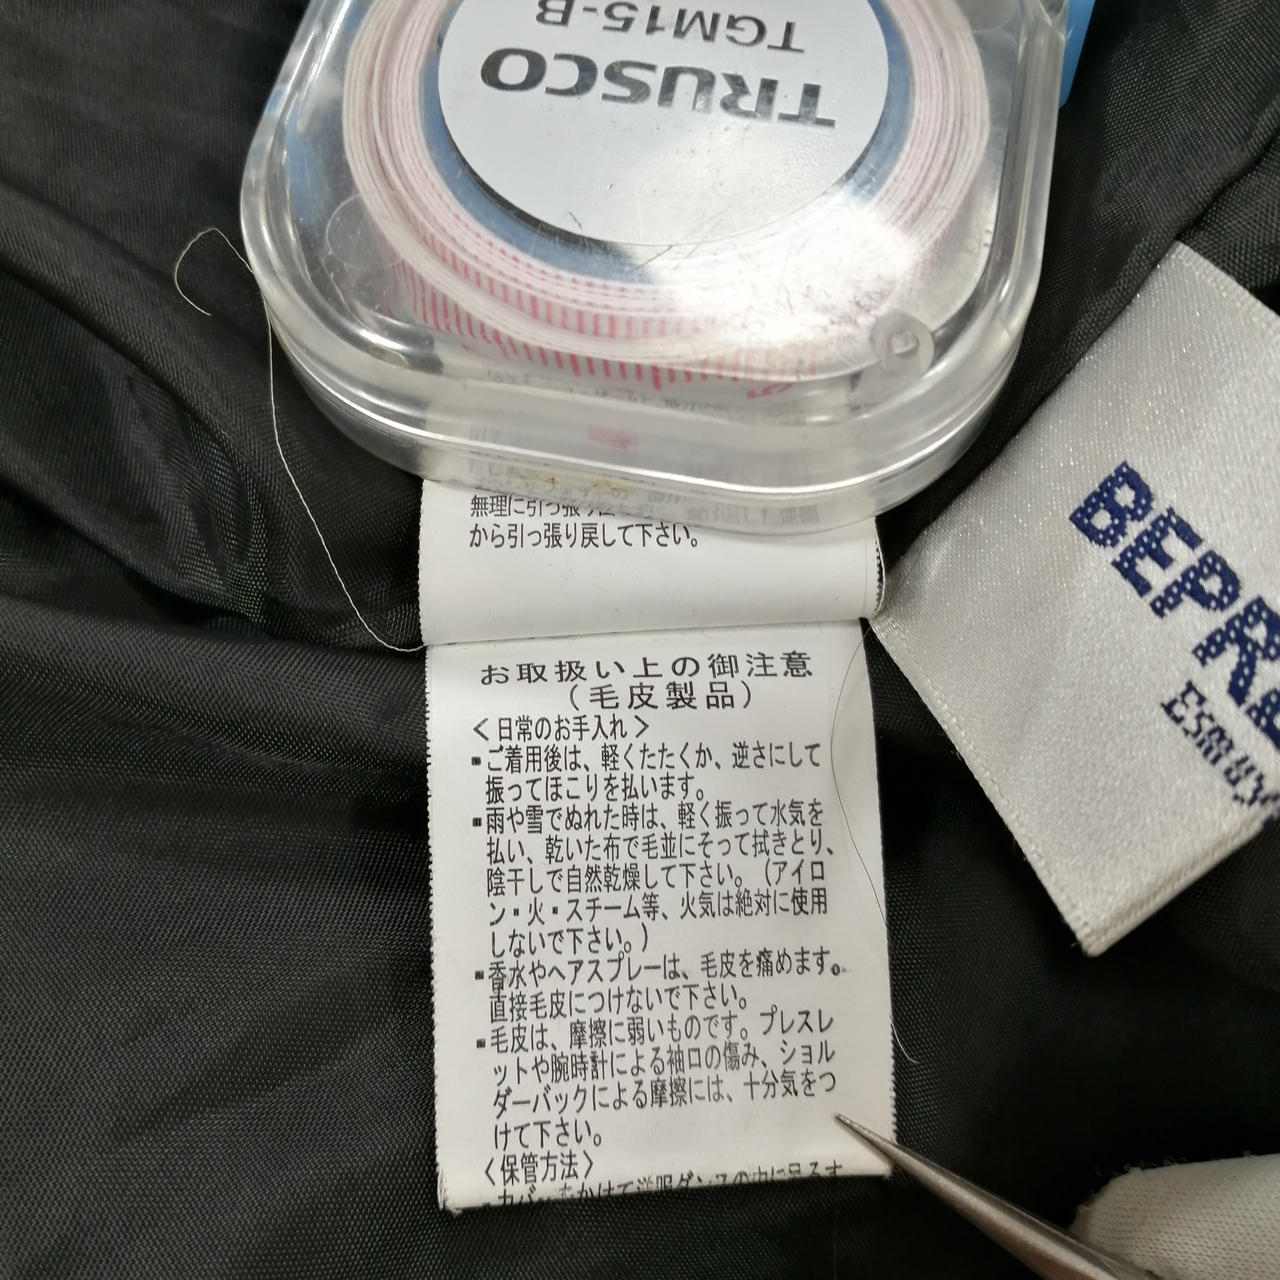 TGM15-B
TRUSCO
無理に引っ張り
から引っ張り戻して下さい。
お取扱い上の御注意
（毛皮製品）
＜日常のお手入れ＞
▪ご着用後は、軽くたたくか、逆さにして
振ってほこりを払います。
▪雨や雪でぬれた時は、軽く振って水気を
払い、乾いた布で毛並にそって拭きとり、
陰干しで自然乾燥して下さい。（アイロ
ン・火・スチーム等、火気は絶対に使用
しないで下さい。）
▪香水やヘアスプレーは、毛皮を痛めます。
直接毛皮につけないで下さい。
▪毛皮は、摩擦に弱いものです。プレスレ
ットや腕時計による袖口の傷み、ショル
ダーバックによる摩擦には、十分気をつ
けて下さい。
＜保管方法＞
BEPR